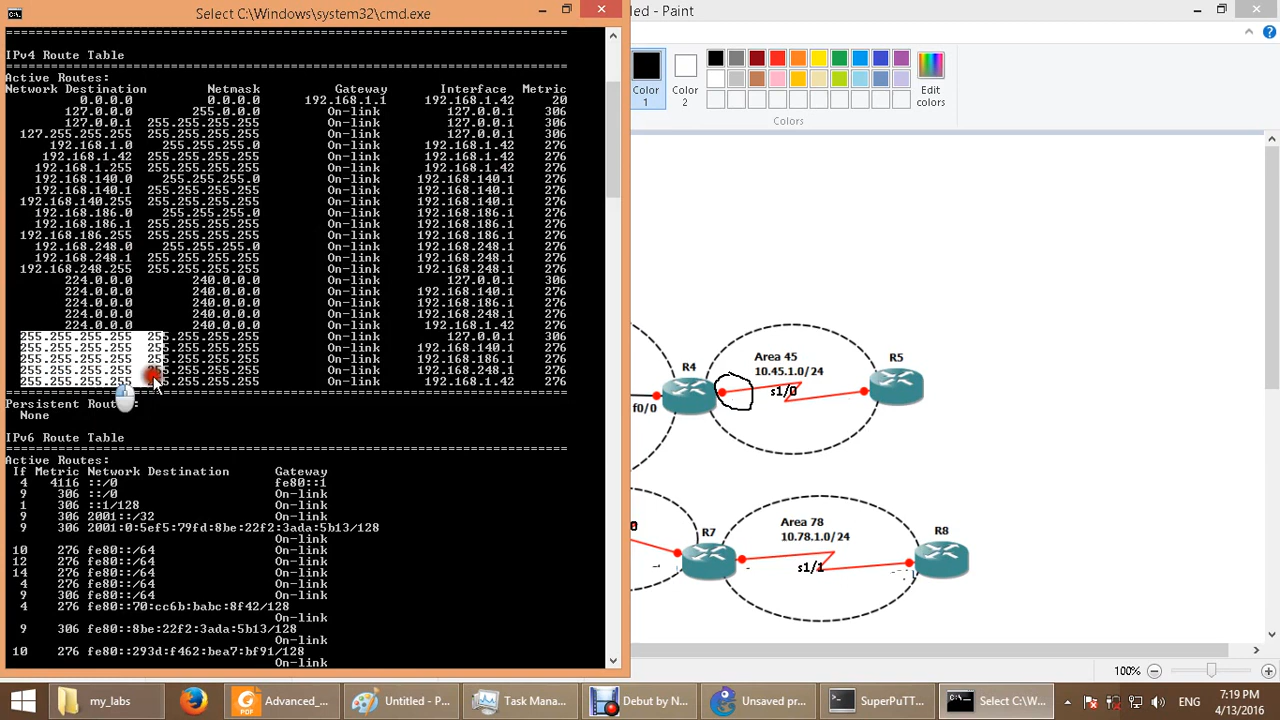 Select C:\Windows\system32\cmd.exe
led - Paint
IPv4 Route Table
Active Routes:
Network Destination Netmask Gateway Interface Metric
0.0.0.0 0.0.0.0 192.168.1.1 192.168.1.42 20
127.0.0.0 255.0.0.0 On-link 127.0.0.1 306
127.0.0.1 255.255.255.255 On-link 127.0.0.1 306
127.255.255.255 255.255.255.255 On-link 127.0.0.1 306
192.168.1.0 255.255.255.0 On-link 192.168.1.42 276
192.168.1.42 255.255.255.255 On-link 192.168.1.42 276
192.168.1.255 255.255.255.255 On-link 192.168.1.42 276
192.168.140.0 255.255.255.0 On-link 192.168.140.1 276
192.168.140.1 255.255.255.255 On-link 192.168.140.1 276
192.168.140.255 255.255.255.255 On-link 192.168.140.1 276
192.168.186.0 255.255.255.0 On-link 192.168.186.1 276
192.168.186.1 255.255.255.255 On-link 192.168.186.1 276
192.168.186.255 255.255.255.255 On-link 192.168.186.1 276
192.168.248.0 255.255.255.0 On-link 192.168.248.1 276
192.168.248.1 255.255.255.255 On-link 192.168.248.1 276
192.168.248.255 255.255.255.255 On-link 192.168.248.1 276
224.0.0.0 240.0.0.0 On-link 127.0.0.1 306
224.0.0.0 240.0.0.0 On-link 192.168.140.1 276
224.0.0.0 240.0.0.0 On-link 192.168.186.1 276
224.0.0.0 240.0.0.0 On-link 192.168.248.1 276
224.0.0.0 240.0.0.0 On-link 192.168.1.42 276
255.255.255.255 255.255.255.255 On-link 127.0.0.1 306
255.255.255.255 255.255.255.255 On-link 192.168.140.1 276
255.255.255.255 255.255.255.255 On-link 192.168.186.1 276
255.255.255.255 255.255.255.255 On-link 192.168.248.1 276
255.255.255.255 255.255.255.255 On-link 192.168.1.42 276
Persistent Routes:
None
IPv6 Route Table
Active Routes:
If Metric Network Destination Gateway
4 4116 ::/0 fe80::1
9 306 ::/0 On-link
1 306 ::1/128 On-link
9 306 2001::/32 On-link
9 306 2001:0:5ef5:79fd:8be:22f2:3ada:5b13/128
On-link
10 276 fe80::/64 On-link
12 276 fe80::/64 On-link
14 276 fe80::/64 On-link
4 276 fe80::/64 On-link
9 306 fe80::/64 On-link
4 276 fe80::70:cc6b:babc:8f42/128
On-link
9 306 fe80::8be:22f2:3ada:5b13/128
On-link
10 276 fe80::293d:f462:bea7:bf91/128
On-link
Color 1
Color 2
Edit colors
Colors
R4
Area 45
10.45.1.0/24
s1/0
R5
f0/0
R7
Area 78
10.78.1.0/24
s1/1
R8
0
100%
my_labs
Advanced_...
Untitled - P...
Task Mana...
Debut by N...
Unsaved pr...
SuperPuTT...
Select C:\W...
ENG
7:19 PM
4/13/2016